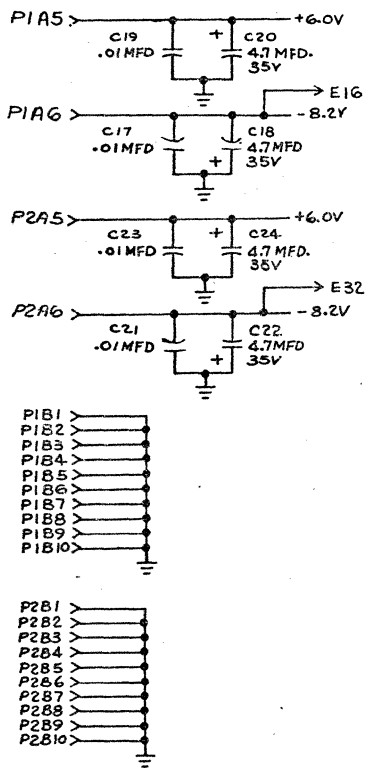 P1A5 +6.0V
C19 + C20
.01MFD 4.7MFD.
35V
E16
P1A6 -8.2V
C17 C18
.01MFD 4.7MFD
+ 35V
P2A5 +6.0V
C23 + C24
.01MFD 4.7MFD.
35V
E32
P2A6 -8.2V
C21 C22
.01MFD 4.7MFD
+ 35V
P1B1
P1B2
P1B3
P1B4
P1B5
P1B6
P1B7
P1B8
P1B9
P1B10
P2B1
P2B2
P2B3
P2B4
P2B5
P2B6
P2B7
P2B8
P2B9
P2B10